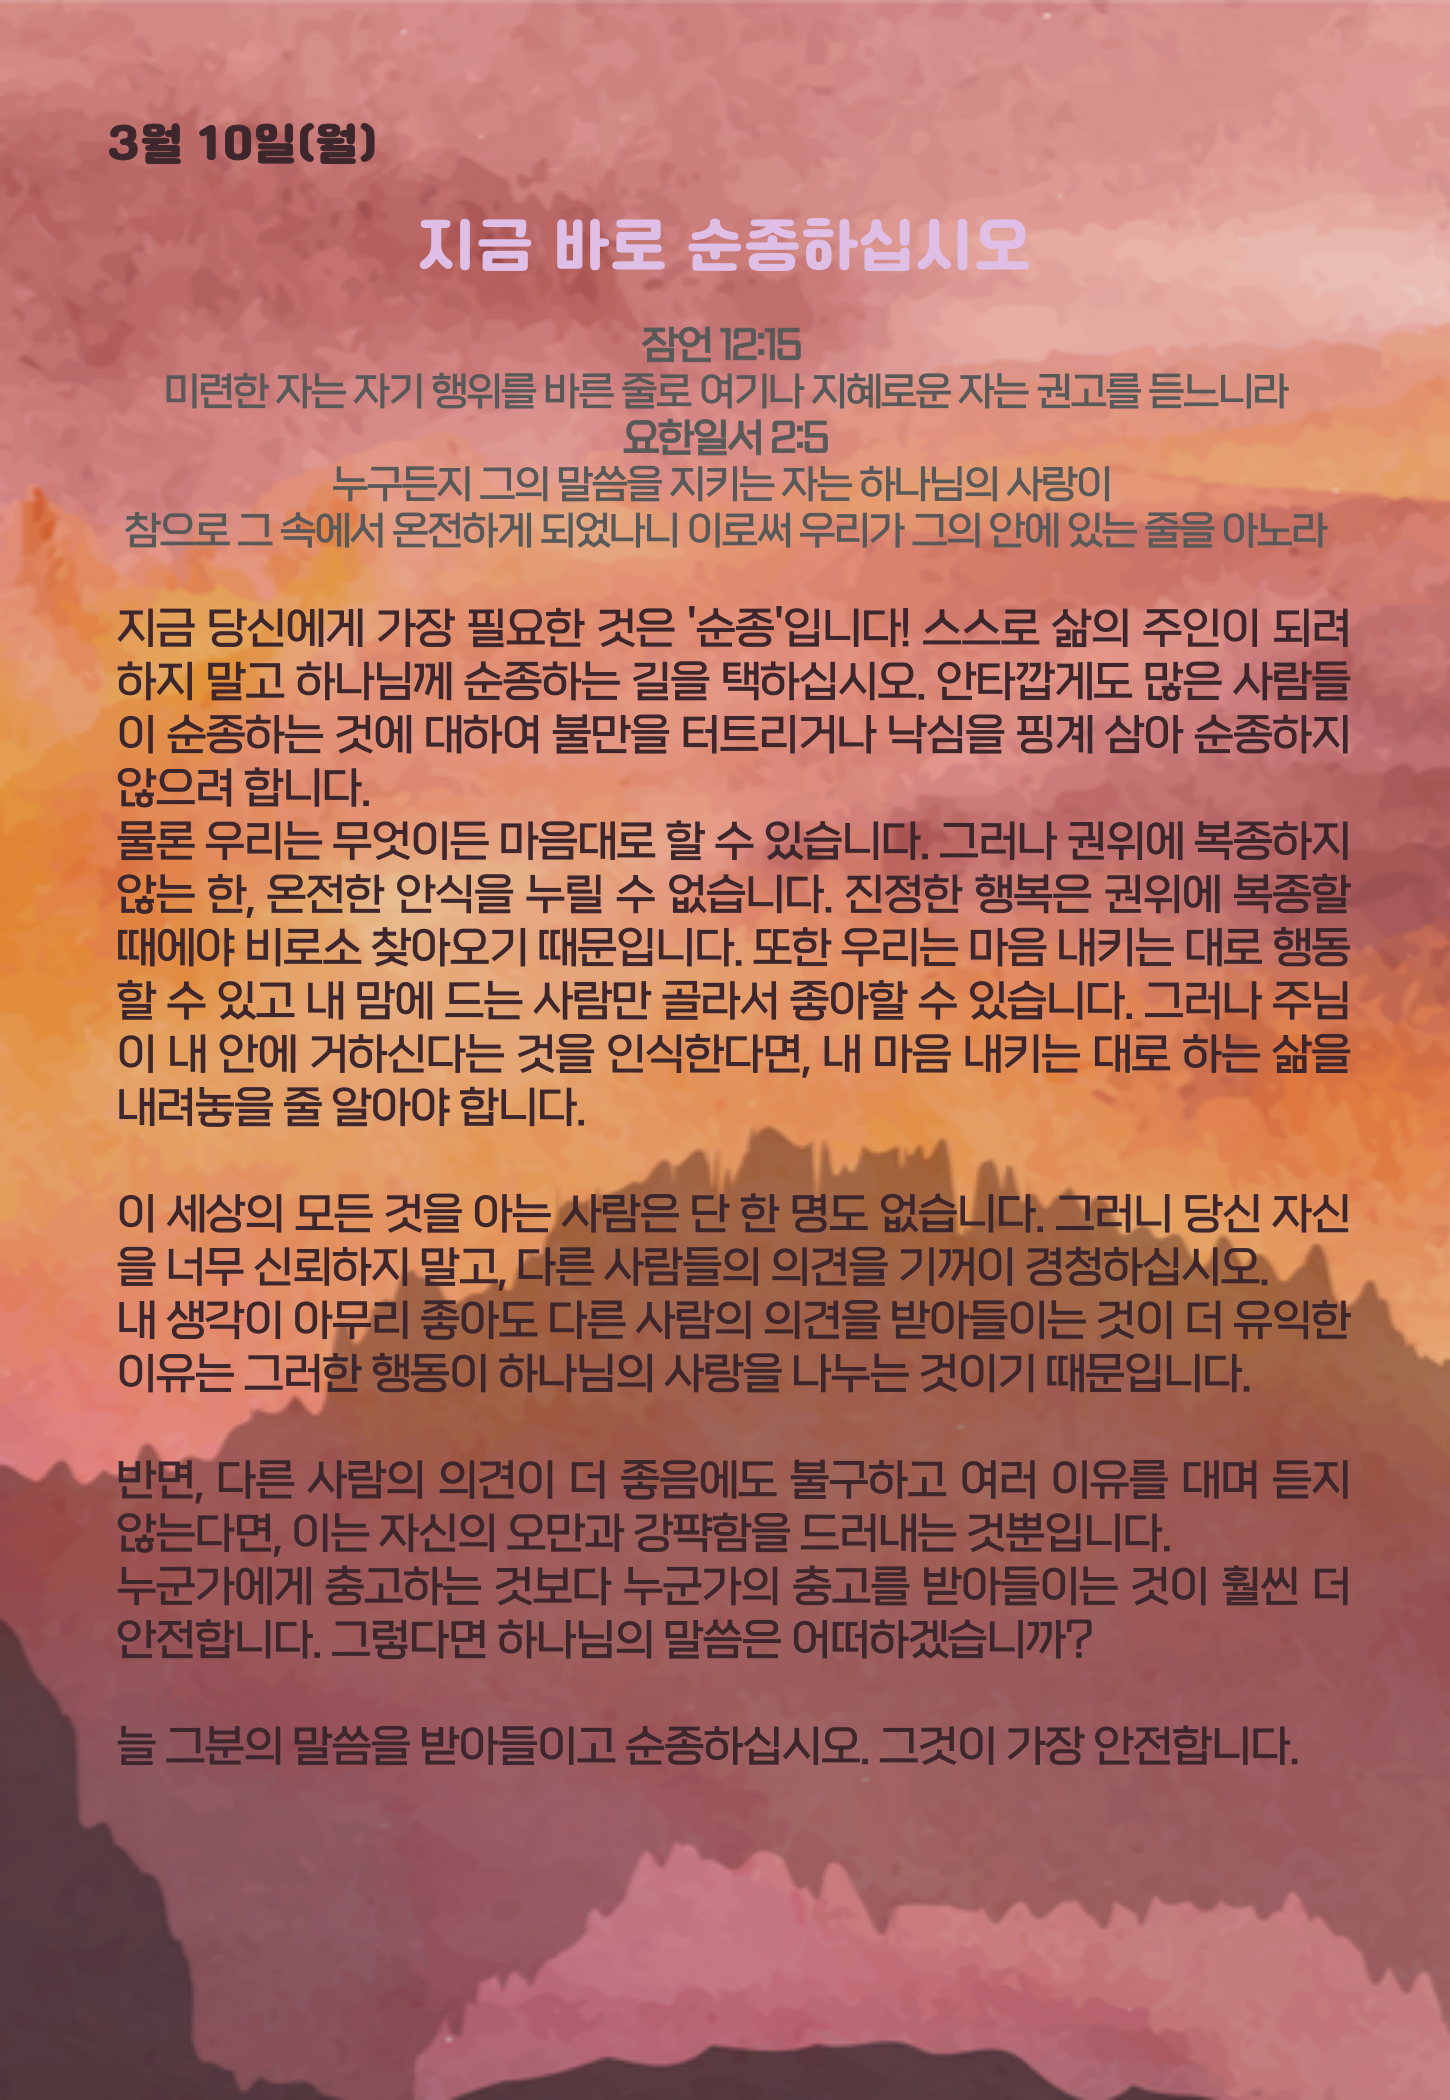 3월 10일(월)
지금 바로 순종하십시오
잠언 12:15
미련한 자는 자기 행위를 바른 줄로 여기나 지혜로운 자는 권고를 듣느니라
요한일서 2:5
누구든지 그의 말씀을 지키는 자는 하나님의 사랑이
참으로 그 속에서 온전하게 되었나니 이로써 우리가 그의 안에 있는 줄을 아노라
지금 당신에게 가장 필요한 것은 '순종'입니다! 스스로 삶의 주인이 되려
하지 말고 하나님께 순종하는 길을 택하십시오. 안타깝게도 많은 사람들
이 순종하는 것에 대하여 불만을 터트리거나 낙심을 핑계 삼아 순종하지
않으려 합니다.
물론 우리는 무엇이든 마음대로 할 수 있습니다. 그러나 권위에 복종하지
않는 한, 온전한 안식을 누릴 수 없습니다. 진정한 행복은 권위에 복종할
때에야 비로소 찾아오기 때문입니다. 또한 우리는 마음 내키는 대로 행동
할 수 있고 내 맘에 드는 사람만 골라서 좋아할 수 있습니다. 그러나 주님
이 내 안에 거하신다는 것을 인식한다면, 내 마음 내키는 대로 하는 삶을
내려놓을 줄 알아야 합니다.
이 세상의 모든 것을 아는 사람은 단 한 명도 없습니다. 그러니 당신 자신
을 너무 신뢰하지 말고, 다른 사람들의 의견을 기꺼이 경청하십시오.
내 생각이 아무리 좋아도 다른 사람의 의견을 받아들이는 것이 더 유익한
이유는 그러한 행동이 하나님의 사랑을 나누는 것이기 때문입니다.
반면, 다른 사람의 의견이 더 좋음에도 불구하고 여러 이유를 대며 듣지
않는다면, 이는 자신의 오만과 강퍅함을 드러내는 것뿐입니다.
누군가에게 충고하는 것보다 누군가의 충고를 받아들이는 것이 훨씬 더
안전합니다. 그렇다면 하나님의 말씀은 어떠하겠습니까?
늘 그분의 말씀을 받아들이고 순종하십시오. 그것이 가장 안전합니다.